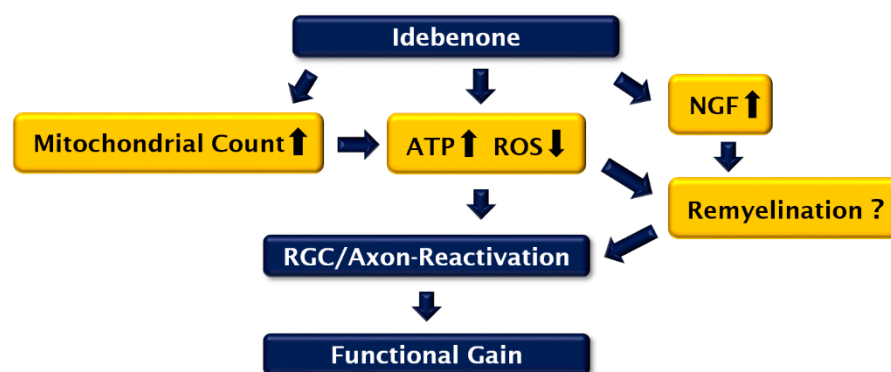 Idebenone
NGF ⬆
Mitochondrial Count ⬆
ATP ⬆ ROS ⬇
Remyelination ?
RGC/Axon-Reactivation
Functional Gain